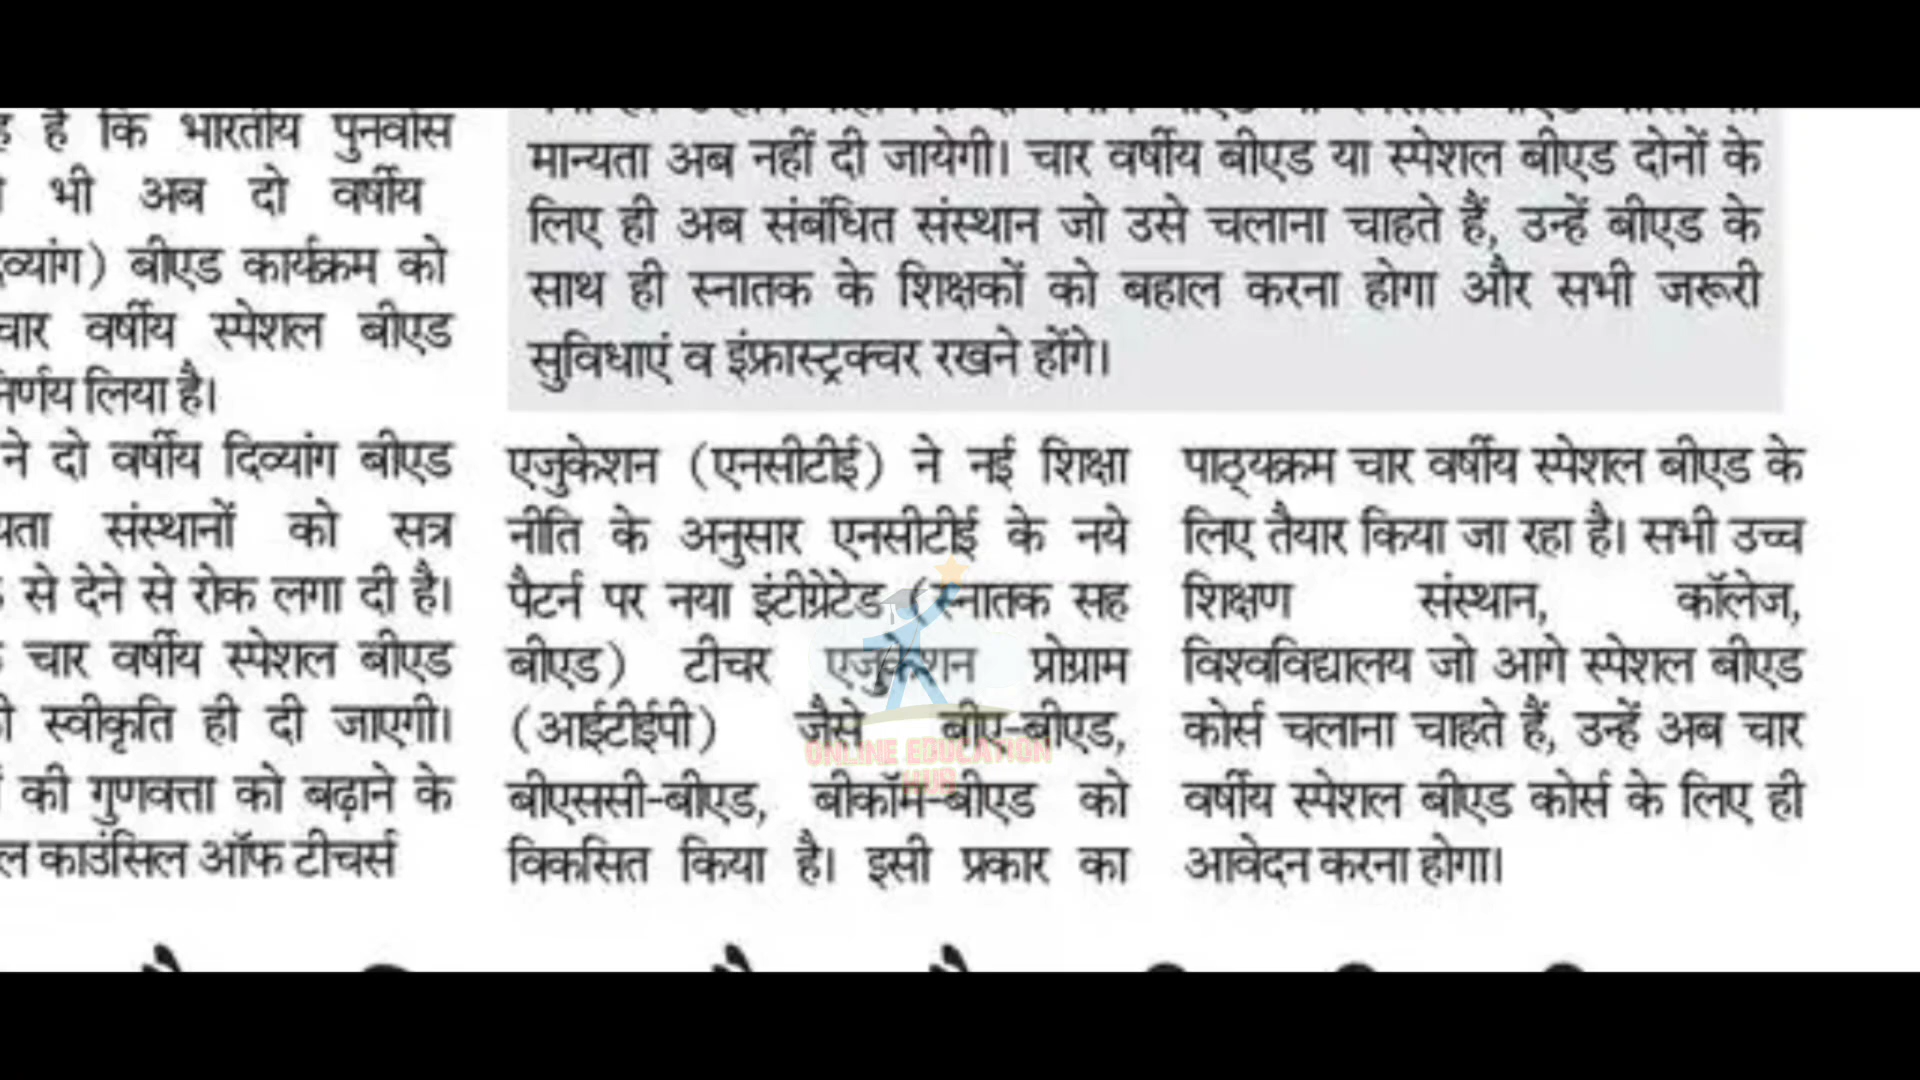 है कि भारतीय पुनर्वास
भी अब दो वर्षीय
बीएड कार्यक्रम को
चार वर्षीय स्पेशल बीएड
निर्णय लिया है।
ने दो वर्षीय दिव्यांग बीएड
संस्थानों को सत्र
से देने से रोक लगा दी है।
चार वर्षीय स्पेशल बीएड
स्वीकृति ही दी जाएगी।
की गुणवत्ता को बढ़ाने के
काउंसिल ऑफ टीचर्स
मान्यता अब नहीं दी जायेगी। चार वर्षीय बीएड या स्पेशल बीएड दोनों के
लिए ही अब संबंधित संस्थान जो उसे चलाना चाहते हैं, उन्हें बीएड के
साथ ही स्नातक के शिक्षकों को बहाल करना होगा और सभी जरूरी
सुविधाएं व इंफ्रास्ट्रक्चर रखने होंगे।
एजुकेशन (एनसीटीई) ने नई शिक्षा
नीति के अनुसार एनसीटीई के नये
पैटर्न पर नया इंटीग्रेटेड (स्नातक सह
बीएड) टीचर एजुकेशन प्रोग्राम
(आईटीईपी) जैसे बीए-बीएड,
बीएससी-बीएड, बीकॉम-बीएड को
विकसित किया है। इसी प्रकार का
पाठ्यक्रम चार वर्षीय स्पेशल बीएड के
लिए तैयार किया जा रहा है। सभी उच्च
शिक्षण संस्थान, कॉलेज,
विश्वविद्यालय जो आगे स्पेशल बीएड
कोर्स चलाना चाहते हैं, उन्हें अब चार
वर्षीय स्पेशल बीएड कोर्स के लिए ही
आवेदन करना होगा।
ONLINE EDUCATION
HUB